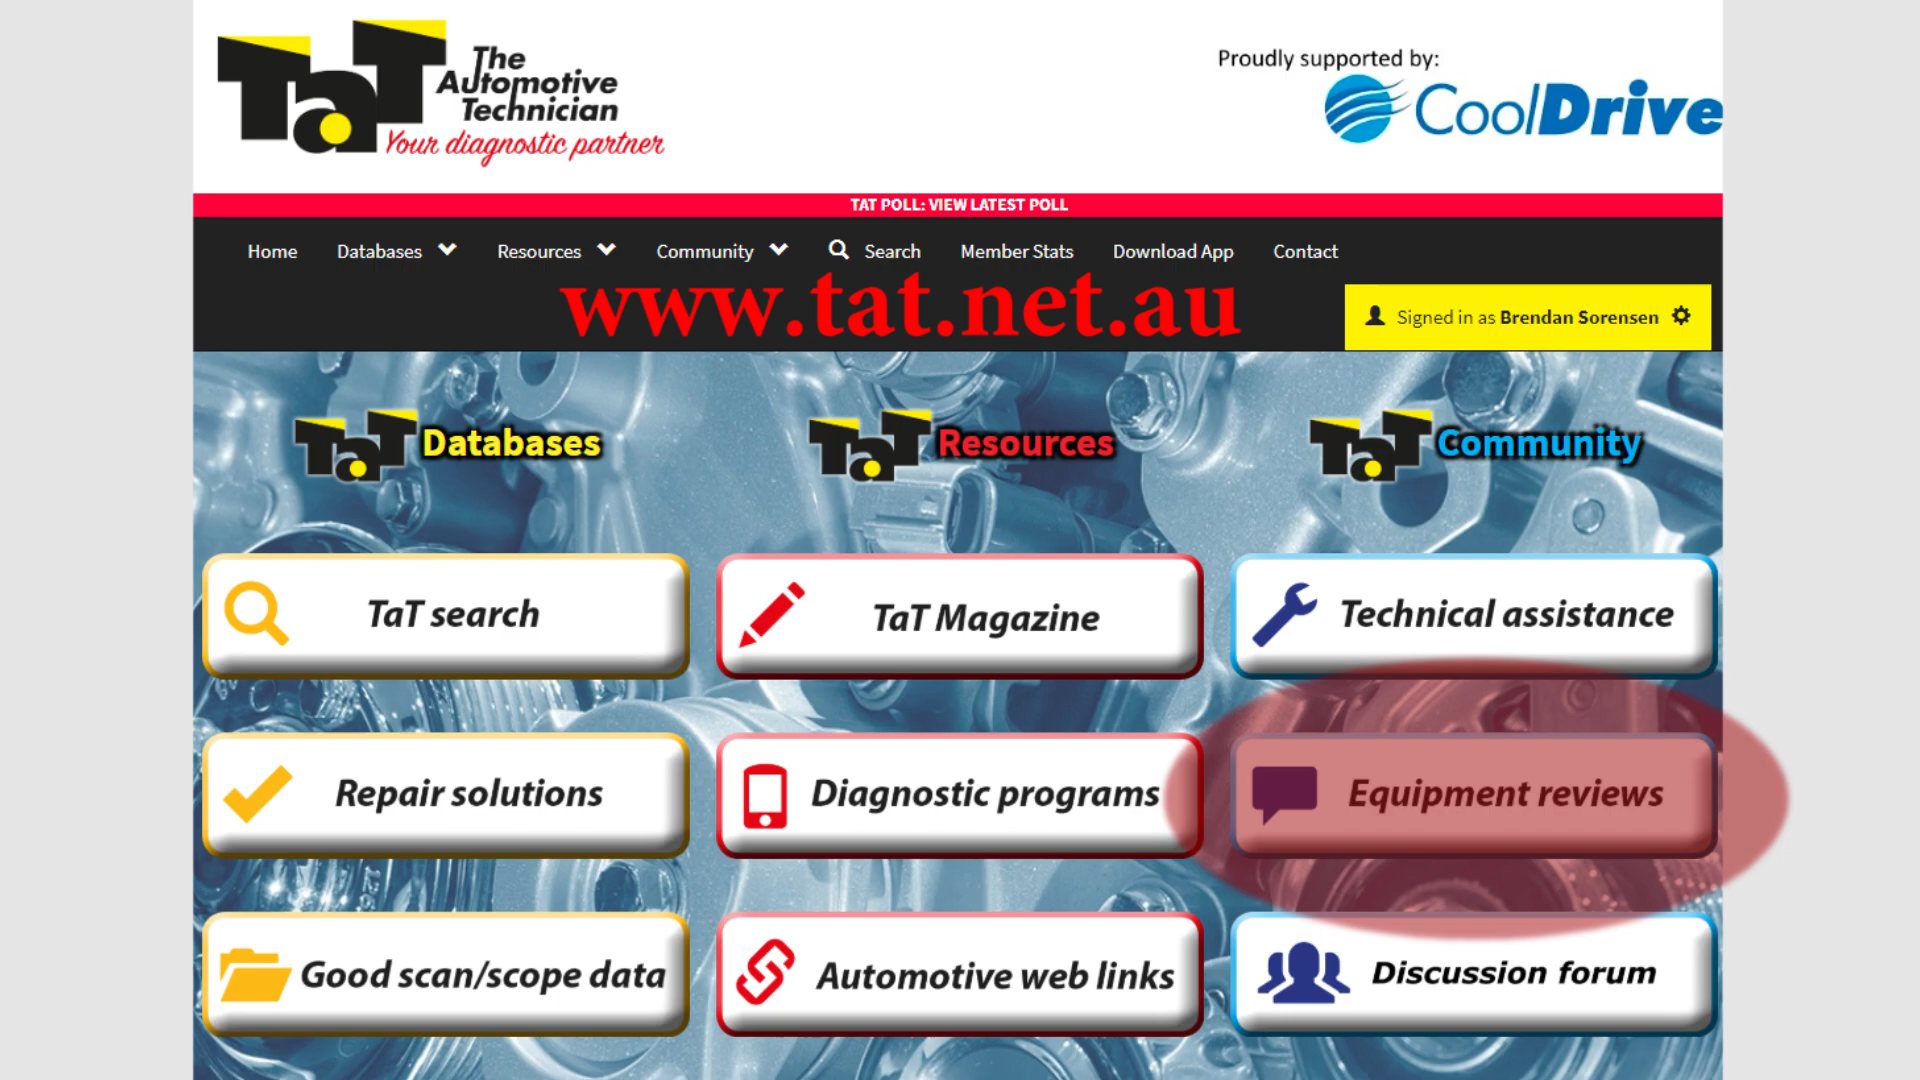 TaT The Automotive Technician
Your diagnostic partner
Proudly supported by:
CoolDrive
TAT POLL: VIEW LATEST POLL
Home Databases Resources Community Search Member Stats Download App Contact
www.tat.net.au
Signed in as Brendan Sorensen
TaT Databases
TaT Resources
TaT Community
TaT search
TaT Magazine
Technical assistance
Repair solutions
Diagnostic programs
Equipment reviews
Good scan/scope data
Automotive web links
Discussion forum